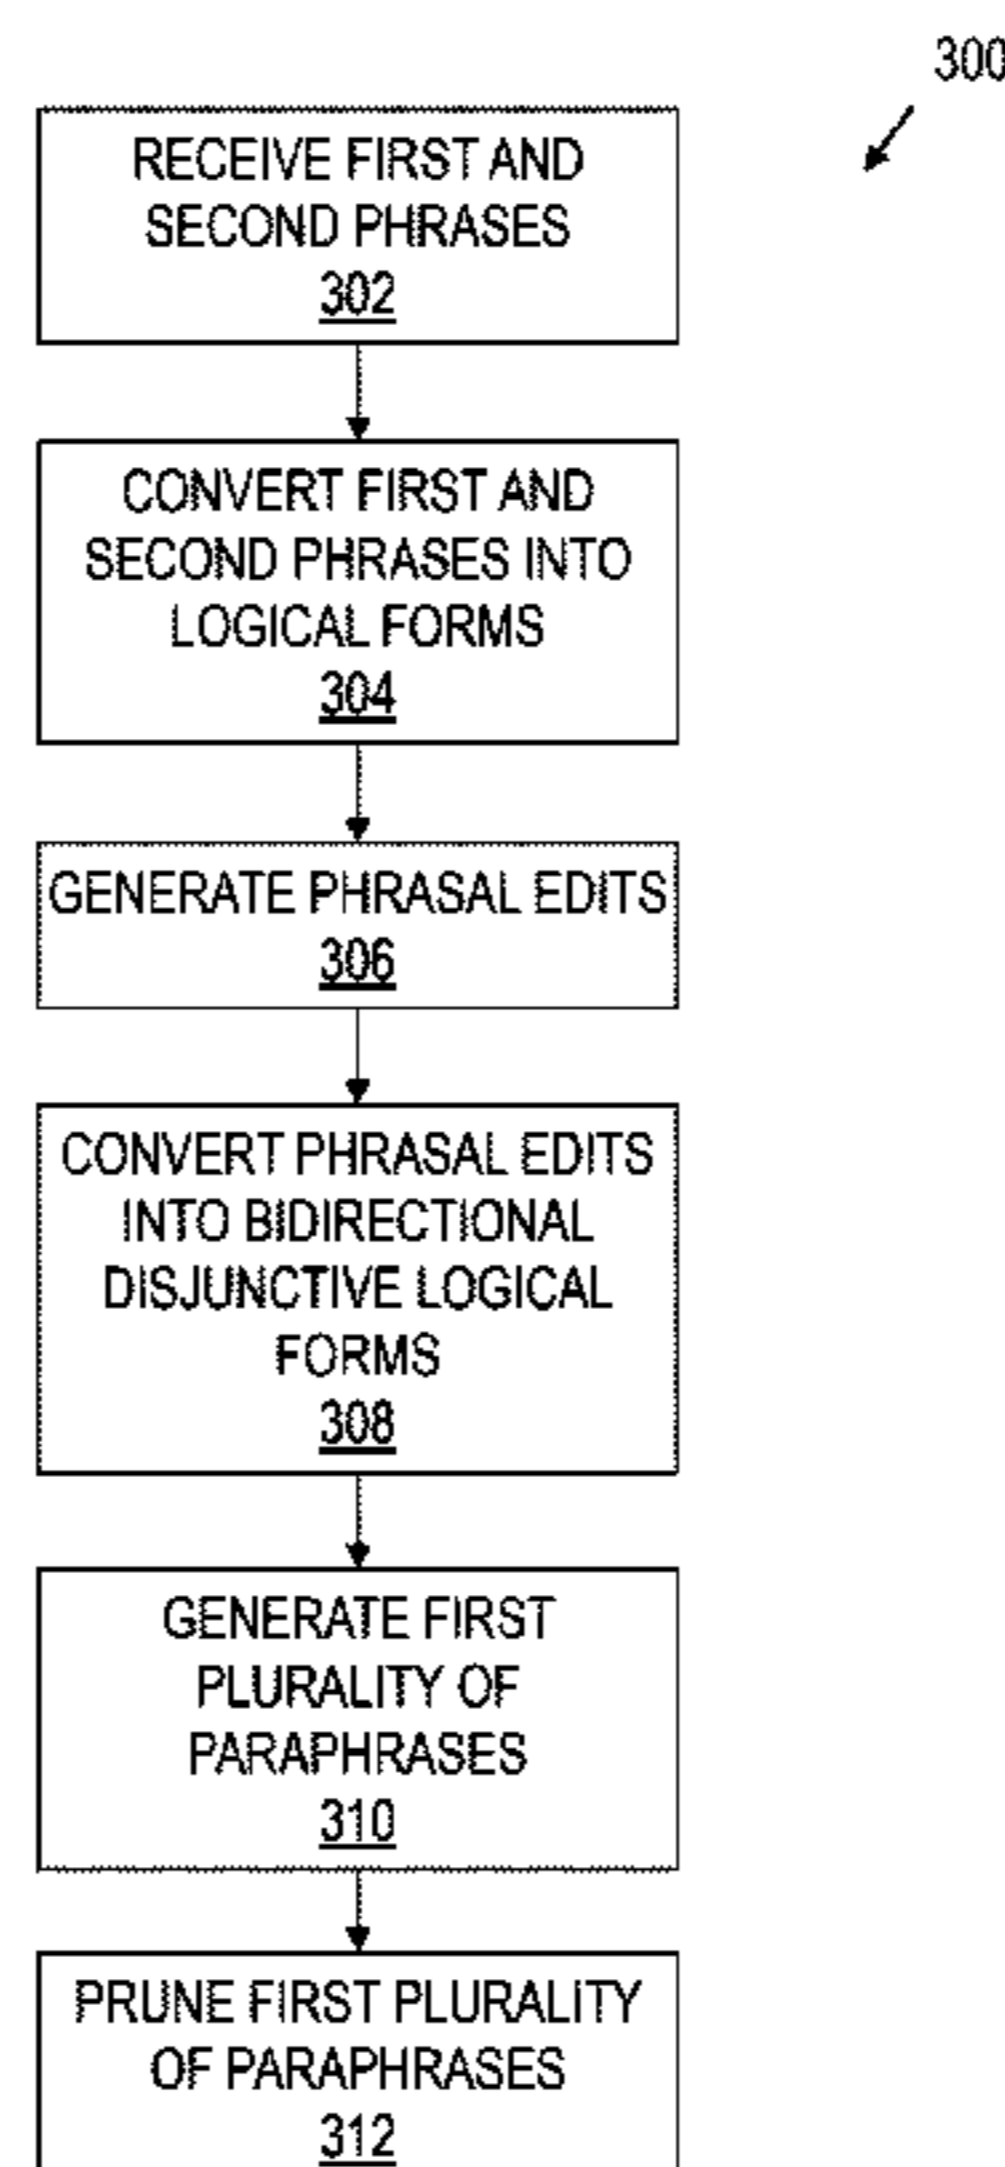 300
RECEIVE FIRST AND
SECOND PHRASES
302
CONVERT FIRST AND
SECOND PHRASES INTO
LOGICAL FORMS
304
GENERATE PHRASAL EDITS
306
CONVERT PHRASAL EDITS
INTO BIDIRECTIONAL
DISJUNCTIVE LOGICAL
FORMS
308
GENERATE FIRST
PLURALITY OF
PARAPHRASES
310
PRUNE FIRST PLURALITY
OF PARAPHRASES
312